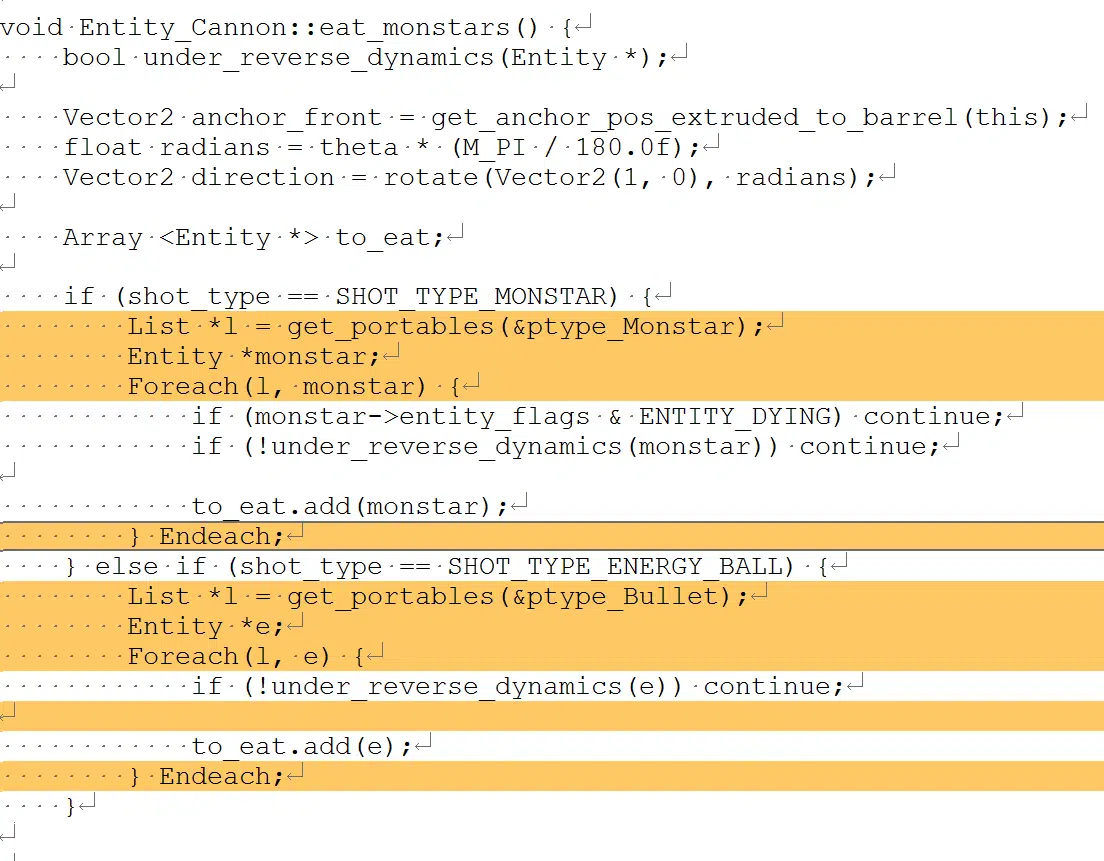 void Entity_Cannon::eat_monstars() {
    bool under_reverse_dynamics(Entity *);

    Vector2 anchor_front = get_anchor_pos_extruded_to_barrel(this);
    float radians = theta * (M_PI / 180.0f);
    Vector2 direction = rotate(Vector2(1, 0), radians);

    Array <Entity *> to_eat;

    if (shot_type == SHOT_TYPE_MONSTAR) {
        List *l = get_portables(&ptype_Monstar);
        Entity *monstar;
        Foreach(l, monstar) {
            if (monstar->entity_flags & ENTITY_DYING) continue;
            if (!under_reverse_dynamics(monstar)) continue;

            to_eat.add(monstar);
        } Endeach;
    } else if (shot_type == SHOT_TYPE_ENERGY_BALL) {
        List *l = get_portables(&ptype_Bullet);
        Entity *e;
        Foreach(l, e) {
            if (!under_reverse_dynamics(e)) continue;

            to_eat.add(e);
        } Endeach;
    }